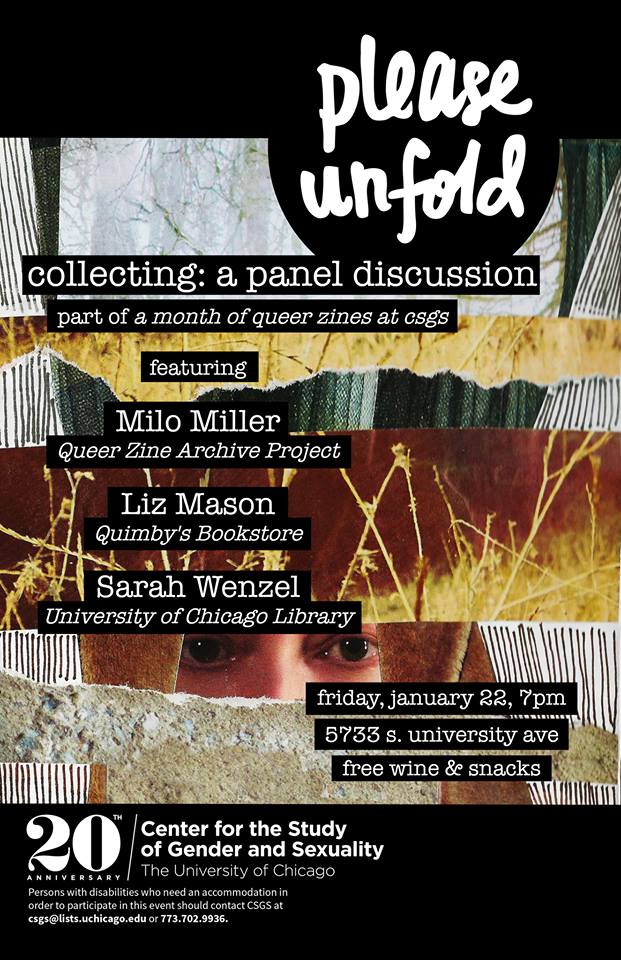 please
unfold
collecting: a panel discussion
part of a month of queer zines at csgs
featuring
Milo Miller
Queer Zine Archive Project
Liz Mason
Quimby's Bookstore
Sarah Wenzel
University of Chicago Library
friday, january 22, 7pm
5733 s. university ave
free wine & snacks
20TH
ANNIVERSARY
Center for the Study
of Gender and Sexuality
The University of Chicago
Persons with disabilities who need an accommodation in
order to participate in this event should contact CSGS at
csgs@lists.uchicago.edu or 773.702.9936.